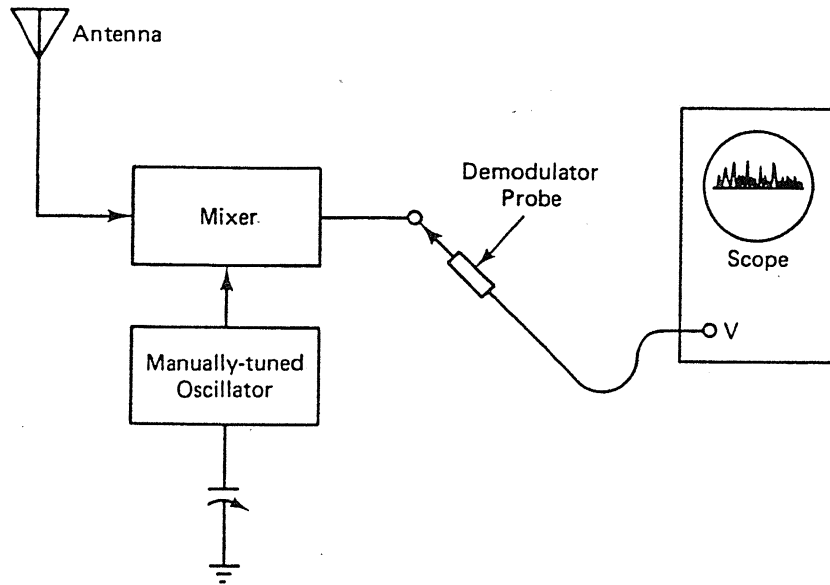 Antenna
Mixer
Demodulator
Probe
Scope
V
Manually-tuned
Oscillator